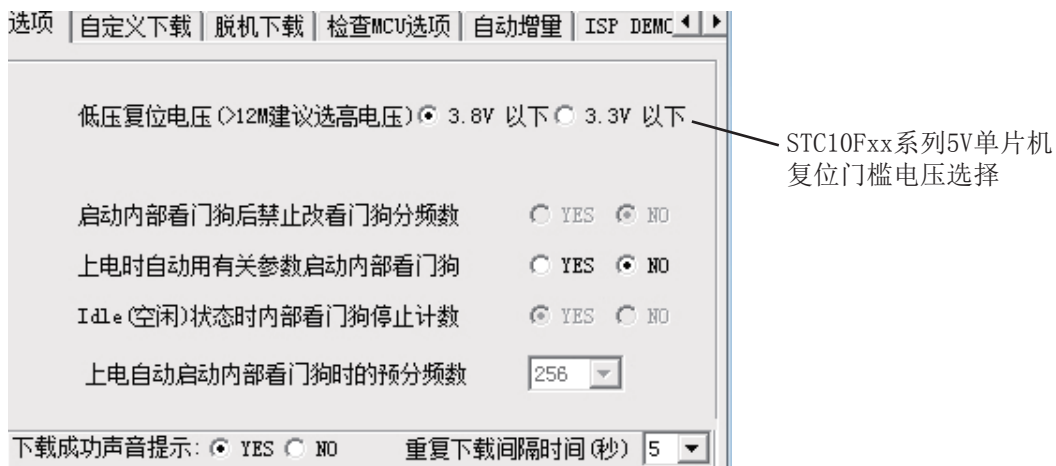 选项 自定义下载 脱机下载 检查MCU选项 自动增量 ISP DEMO
低压复位电压(>12M建议选高电压) 3.8V 以下 3.3V 以下
STC10Fxx系列5V单片机
复位门槛电压选择
启动内部看门狗后禁止改看门狗分频数 YES NO
上电时自动用有关参数启动内部看门狗 YES NO
Idle(空闲)状态时内部看门狗停止计数 YES NO
上电自动启动内部看门狗时的预分频数 256
下载成功声音提示: YES NO 重复下载间隔时间(秒) 5